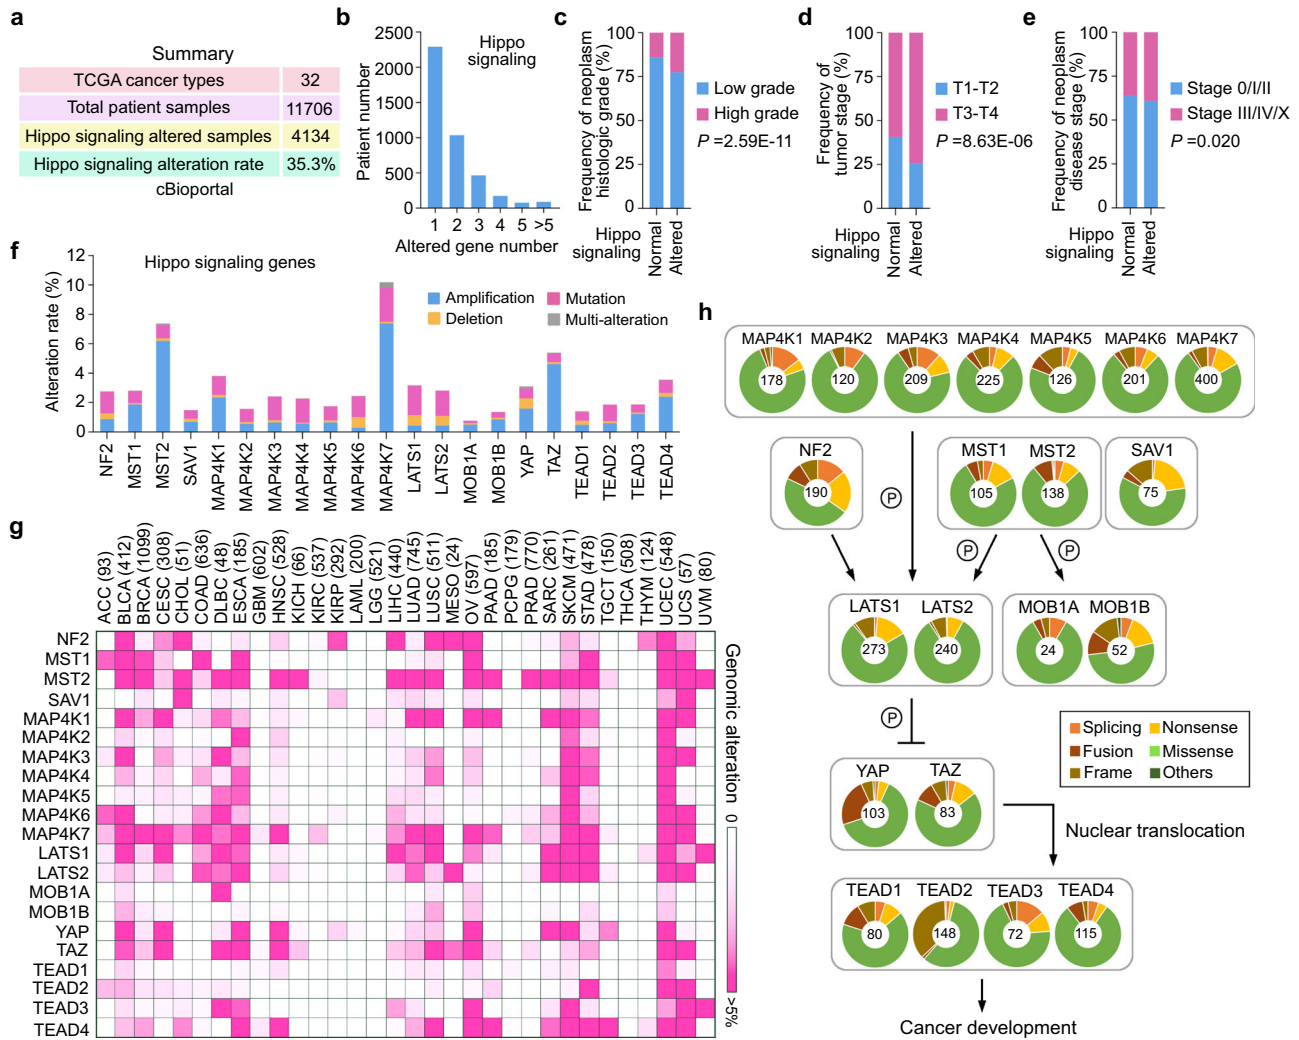 a
Summary
TCGA cancer types 32
Total patient samples 11706
Hippo signaling altered samples 4134
Hippo signaling alteration rate 35.3%
cBioportal
b
Patient number
2500
2000
1500
1000
500
0
Hippo
signaling
1 2 3 4 5 >5
Altered gene number
c
Frequency of neoplasm
histologic grade (%)
100
75
50
25
0
Low grade
High grade
P =2.59E-11
Hippo
signaling
Normal
Altered
d
Frequency of
tumor stage (%)
100
75
50
25
0
T1-T2
T3-T4
P =8.63E-06
Hippo
signaling
Normal
Altered
e
Frequency of neoplasm
disease stage (%)
100
75
50
25
0
Stage 0/I/II
Stage III/IV/X
P =0.020
Hippo
signaling
Normal
Altered
f
Hippo signaling genes
Alteration rate (%)
12
10
8
6
4
2
0
Amplification
Deletion
Mutation
Multi-alteration
NF2
MST1
MST2
SAV1
MAP4K1
MAP4K2
MAP4K3
MAP4K4
MAP4K5
MAP4K6
MAP4K7
LATS1
LATS2
MOB1A
MOB1B
YAP
TAZ
TEAD1
TEAD2
TEAD3
TEAD4
g
ACC (93)
BLCA (412)
BRCA (1099)
CESC (308)
CHOL (51)
COAD (636)
DLBC (48)
ESCA (185)
GBM (602)
HNSC (528)
KICH (66)
KIRC (537)
KIRP (292)
LAML (200)
LGG (521)
LIHC (440)
LUAD (745)
LUSC (511)
MESO (24)
OV (597)
PAAD (185)
PCPG (179)
PRAD (770)
SARC (261)
SKCM (471)
STAD (478)
TGCT (150)
THCA (508)
THYM (124)
UCEC (548)
UCS (57)
UVM (80)
NF2
MST1
MST2
SAV1
MAP4K1
MAP4K2
MAP4K3
MAP4K4
MAP4K5
MAP4K6
MAP4K7
LATS1
LATS2
MOB1A
MOB1B
YAP
TAZ
TEAD1
TEAD2
TEAD3
TEAD4
Genomic alteration
0
>5%
h
MAP4K1 MAP4K2 MAP4K3 MAP4K4 MAP4K5 MAP4K6 MAP4K7
178 120 209 225 126 201 400
NF2 MST1 MST2 SAV1
190 105 138 75
P
P
P
LATS1 LATS2 MOB1A MOB1B
273 240 24 52
P
Splicing
Nonsense
Fusion
Missense
Frame
Others
YAP TAZ
103 83
Nuclear translocation
TEAD1 TEAD2 TEAD3 TEAD4
80 148 72 115
Cancer development